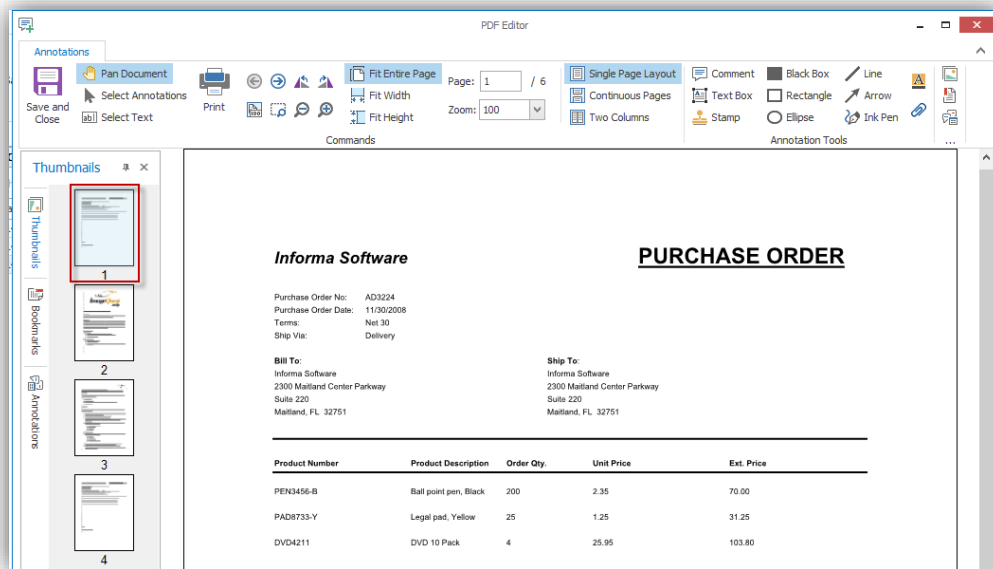 PDF Editor
Annotations
Save and Close
Pan Document
Select Annotations
Select Text
Print
Fit Entire Page
Fit Width
Fit Height
Page: 1 / 6
Zoom: 100
Commands
Single Page Layout
Continuous Pages
Two Columns
Comment
Text Box
Stamp
Black Box
Rectangle
Ellipse
Line
Arrow
Ink Pen
Annotation Tools
...
Thumbnails
Thumbnails
Bookmarks
Annotations
1
2
3
4
Informa Software PURCHASE ORDER
Purchase Order No: AD3224
Purchase Order Date: 11/30/2008
Terms: Net 30
Ship Via: Delivery
Bill To: Ship To:
Informa Software Informa Software
2300 Maitland Center Parkway 2300 Maitland Center Parkway
Suite 220 Suite 220
Maitland, FL 32751 Maitland, FL 32751
Product Number Product Description Order Qty. Unit Price Ext. Price
PEN3456-B Ball point pen, Black 200 2.35 70.00
PAD8733-Y Legal pad, Yellow 25 1.25 31.25
DVD4211 DVD 10 Pack 4 25.95 103.80